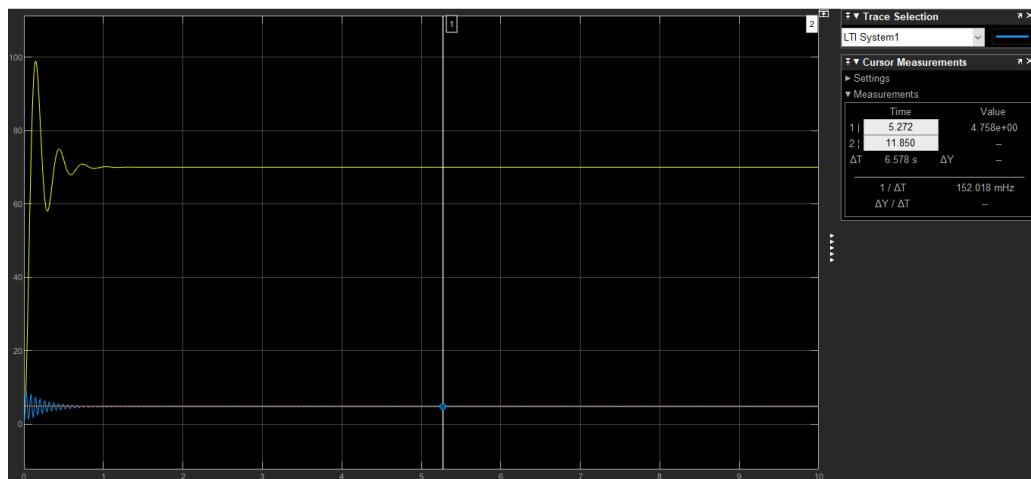 100
80
60
40
20
0
0 1 2 3 4 5 6 7 8 9 10
1
2
Trace Selection
LTI System1
Cursor Measurements
Settings
Measurements
Time Value
1 | 5.272 4.758e+00
2 ¦ 11.850 --
ΔT 6.578 s ΔY --
1 / ΔT 152.018 mHz
ΔY / ΔT --